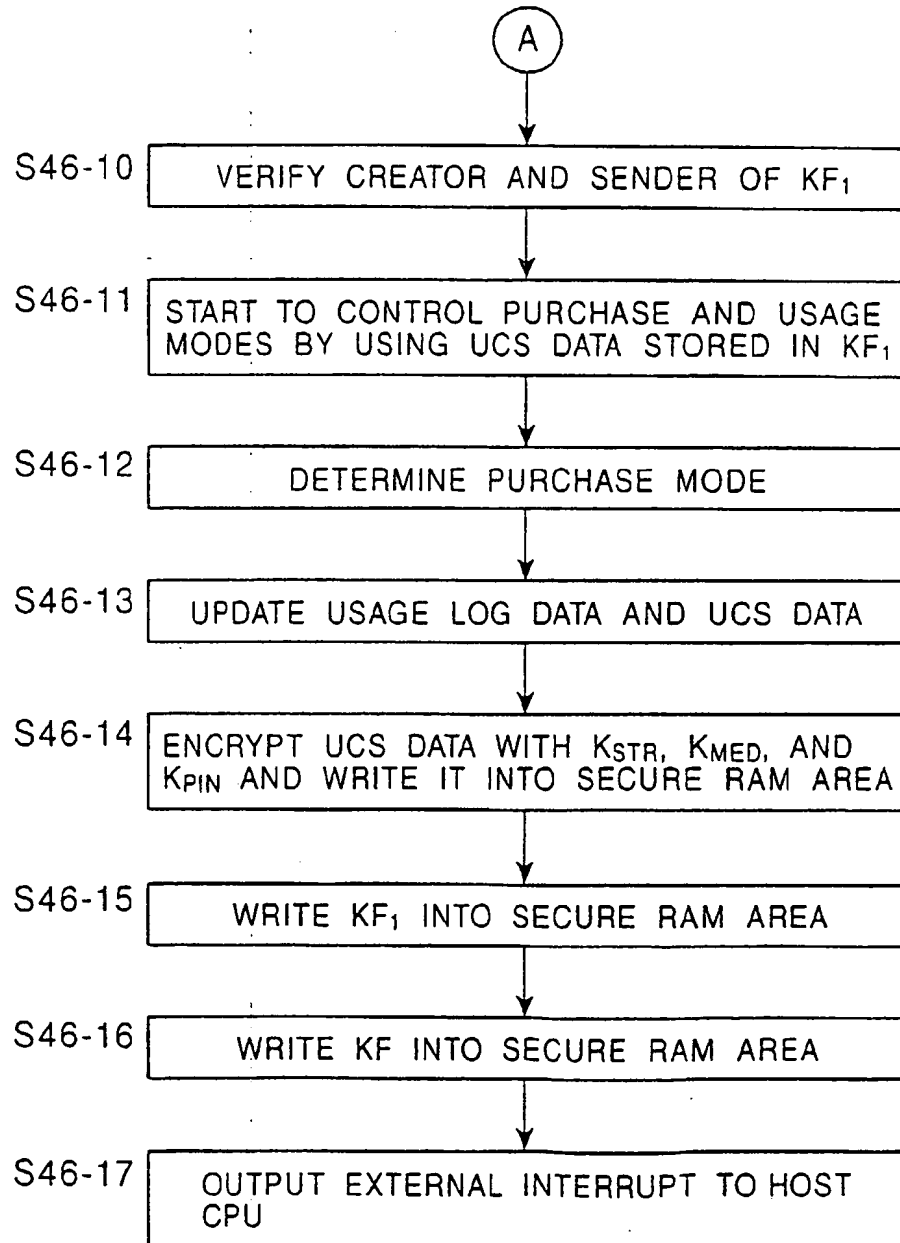 A
S46-10
VERIFY CREATOR AND SENDER OF KF₁
S46-11
START TO CONTROL PURCHASE AND USAGE
MODES BY USING UCS DATA STORED IN KF₁
S46-12
DETERMINE PURCHASE MODE
S46-13
UPDATE USAGE LOG DATA AND UCS DATA
S46-14
ENCRYPT UCS DATA WITH KSTR, KMED, AND
KPIN AND WRITE IT INTO SECURE RAM AREA
S46-15
WRITE KF₁ INTO SECURE RAM AREA
S46-16
WRITE KF INTO SECURE RAM AREA
S46-17
OUTPUT EXTERNAL INTERRUPT TO HOST
CPU